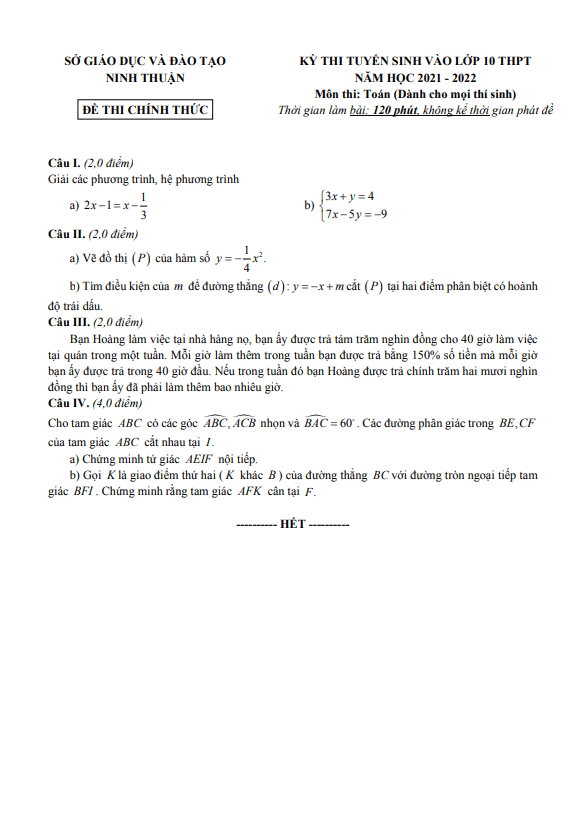 SỞ GIÁO DỤC VÀ ĐÀO TẠO
NINH THUẬN
ĐỀ THI CHÍNH THỨC
KỲ THI TUYỂN SINH VÀO LỚP 10 THPT
NĂM HỌC 2021 - 2022
Môn thi: Toán (Dành cho mọi thí sinh)
Thời gian làm bài: 120 phút, không kể thời gian phát đề
Câu I. (2,0 điểm)
Giải các phương trình, hệ phương trình
a) 2x − 1 = x − 1/3
b) {3x + y = 4
{7x − 5y = −9
Câu II. (2,0 điểm)
a) Vẽ đồ thị (P) của hàm số y = −1/4 x².
b) Tìm điều kiện của m để đường thẳng (d): y = −x + m cắt (P) tại hai điểm phân biệt có hoành
độ trái dấu.
Câu III. (2,0 điểm)
Bạn Hoàng làm việc tại nhà hàng nọ, bạn ấy được trả tám trăm nghìn đồng cho 40 giờ làm việc
tại quán trong một tuần. Mỗi giờ làm thêm trong tuần bạn được trả bằng 150% số tiền mà mỗi giờ
bạn ấy được trả trong 40 giờ đầu. Nếu trong tuần đó bạn Hoàng được trả chính trăm hai mươi nghìn
đồng thì bạn ấy đã phải làm thêm bao nhiêu giờ.
Câu IV. (4,0 điểm)
Cho tam giác ABC có các góc ABC, ACB nhọn và BAC = 60°. Các đường phân giác trong BE, CF
của tam giác ABC cắt nhau tại I.
a) Chứng minh tứ giác AEIF nội tiếp.
b) Gọi K là giao điểm thứ hai (K khác B) của đường thẳng BC với đường tròn ngoại tiếp tam
giác BFI. Chứng minh rằng tam giác AFK cân tại F.
---------- HẾT ----------